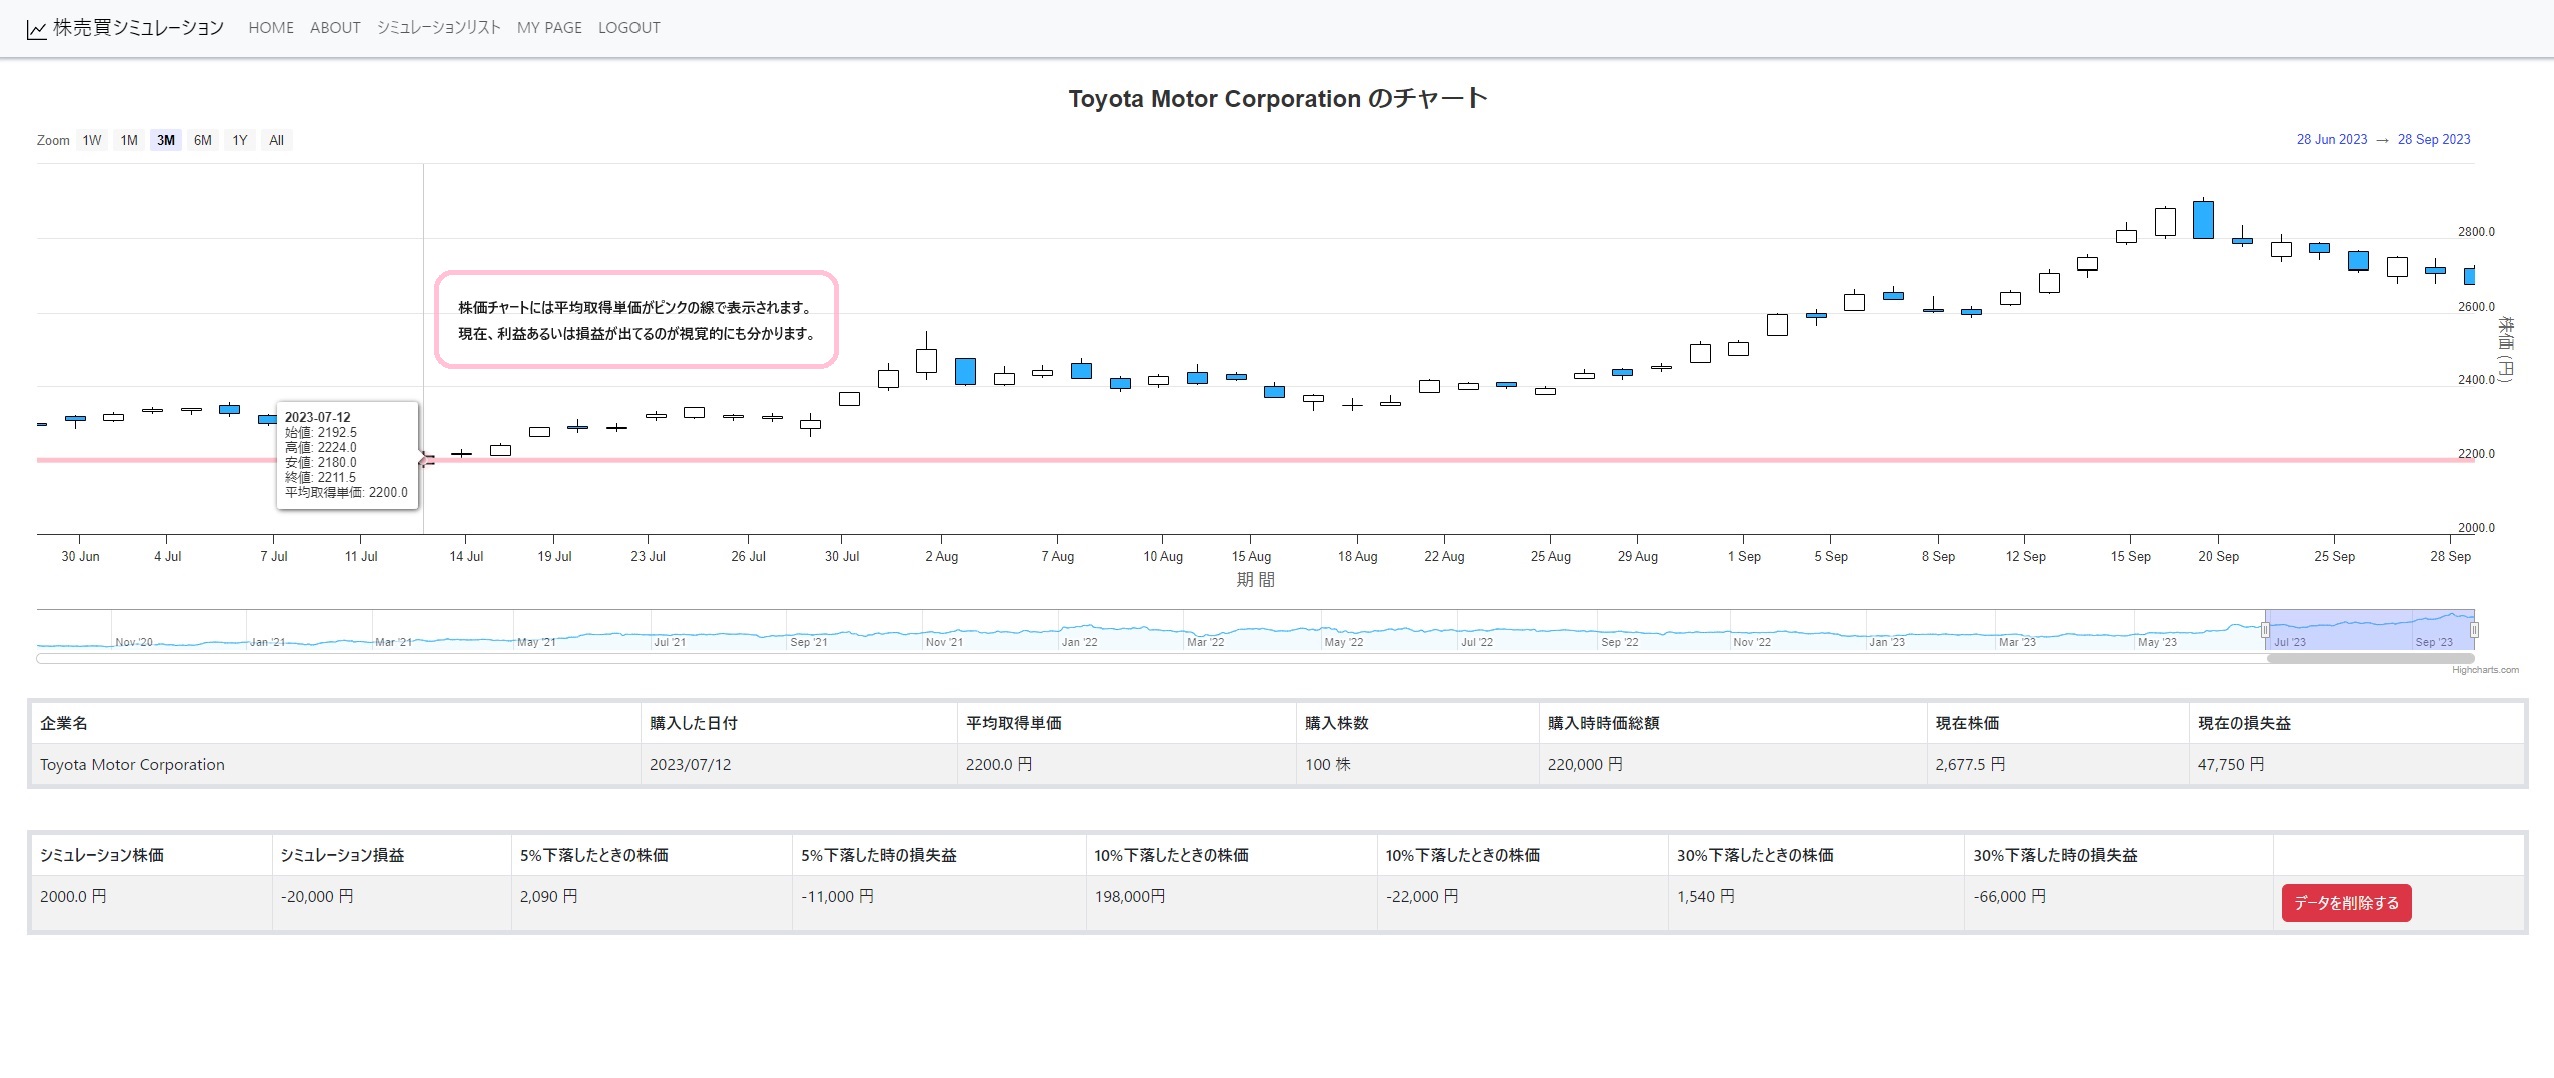 株売買シミュレーション HOME ABOUT シミュレーションリスト MY PAGE LOGOUT
Toyota Motor Corporation のチャート
Zoom 1W 1M 3M 6M 1Y All 28 Jun 2023 → 28 Sep 2023
2800.0
株価チャートには平均取得単価がピンクの線で表示されます。
現在、利益あるいは損益が出てるのが視覚的にも分かります。
2600.0
株価 (円)
2400.0
2023-07-12
始値: 2192.5
高値: 2224.0
安値: 2180.0
終値: 2211.5
平均取得単価: 2200.0
2200.0
2000.0
30 Jun 4 Jul 7 Jul 11 Jul 14 Jul 19 Jul 23 Jul 26 Jul 30 Jul 2 Aug 7 Aug 10 Aug 15 Aug 18 Aug 22 Aug 25 Aug 29 Aug 1 Sep 5 Sep 8 Sep 12 Sep 15 Sep 20 Sep 25 Sep 28 Sep
期 間
Nov '20 Jan '21 Mar '21 May '21 Jul '21 Sep '21 Nov '21 Jan '22 Mar '22 May '22 Jul '22 Sep '22 Nov '22 Jan '23 Mar '23 May '23 Jul '23 Sep '23
Highcharts.com
企業名 購入した日付 平均取得単価 購入株数 購入時時価総額 現在株価 現在の損失益
Toyota Motor Corporation 2023/07/12 2200.0 円 100 株 220,000 円 2,677.5 円 47,750 円
シミュレーション株価 シミュレーション損益 5%下落したときの株価 5%下落した時の損失益 10%下落したときの株価 10%下落したときの株価 30%下落したときの株価 30%下落した時の損失益
2000.0 円 -20,000 円 2,090 円 -11,000 円 198,000円 -22,000 円 1,540 円 -66,000 円 データを削除する